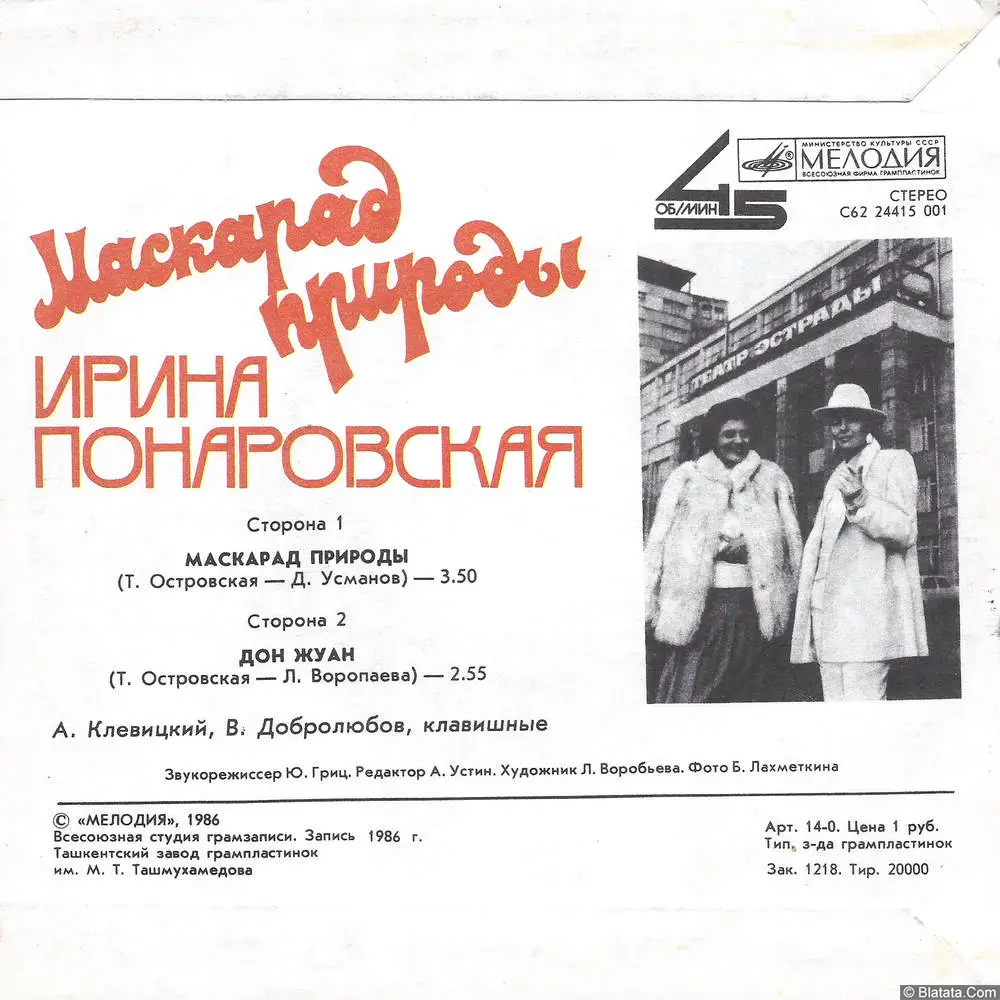 Маскарад
природы
ИРИНА
ПОНАРОВСКАЯ
45
ОБ/МИН
МИНИСТЕРСТВО КУЛЬТУРЫ СССР
МЕЛОДИЯ
ВСЕСОЮЗНАЯ ФИРМА ГРАМПЛАСТИНОК
СТЕРЕО
С62 24415 001
ТЕАТР ЭСТРАДЫ
Сторона 1
МАСКАРАД ПРИРОДЫ
(Т. Островская — Д. Усманов) — 3.50
Сторона 2
ДОН ЖУАН
(Т. Островская — Л. Воропаева) — 2.55
А. Клевицкий, В. Добролюбов, клавишные
Звукорежиссер Ю. Гриц. Редактор А. Устин. Художник Л. Воробьева. Фото Б. Лахметкина
© «МЕЛОДИЯ», 1986
Всесоюзная студия грамзаписи. Запись 1986 г.
Ташкентский завод грампластинок
им. М. Т. Ташмухамедова
Арт. 14-0. Цена 1 руб.
Тип. з-да грампластинок
Зак. 1218. Тир. 20000
© Blatata.Com